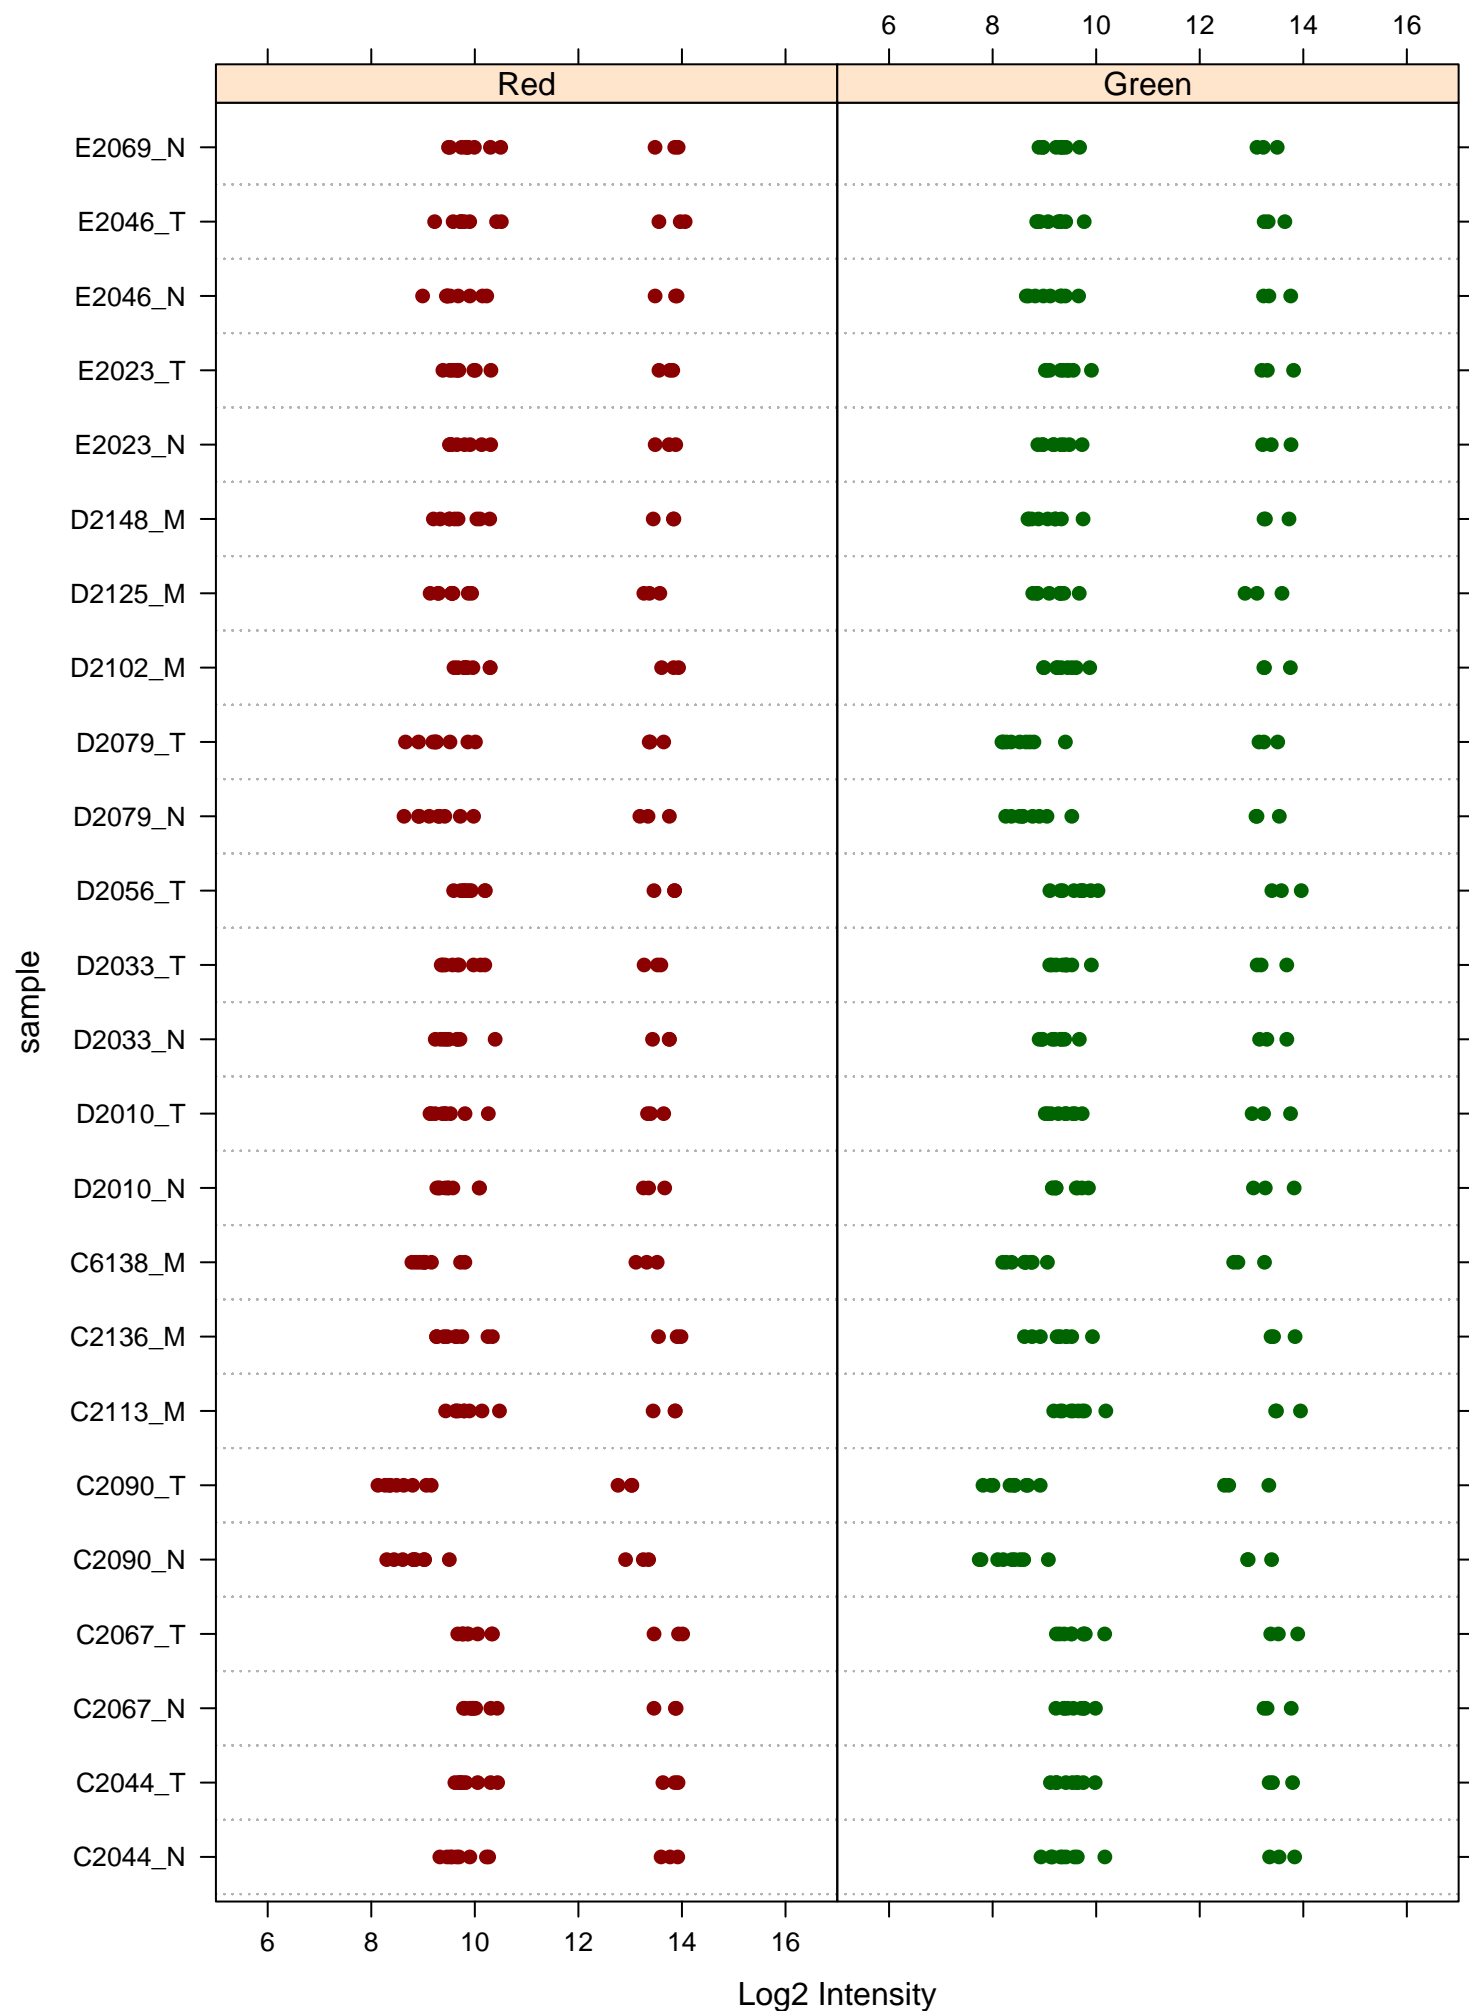 6 8 10 12 14 16
Red Green
E2069_N
E2046_T
E2046_N
E2023_T
E2023_N
D2148_M
D2125_M
D2102_M
D2079_T
D2079_N
D2056_T
D2033_T
D2033_N
D2010_T
D2010_N
C6138_M
C2136_M
C2113_M
C2090_T
C2090_N
C2067_T
C2067_N
C2044_T
C2044_N
sample
6 8 10 12 14 16
Log2 Intensity